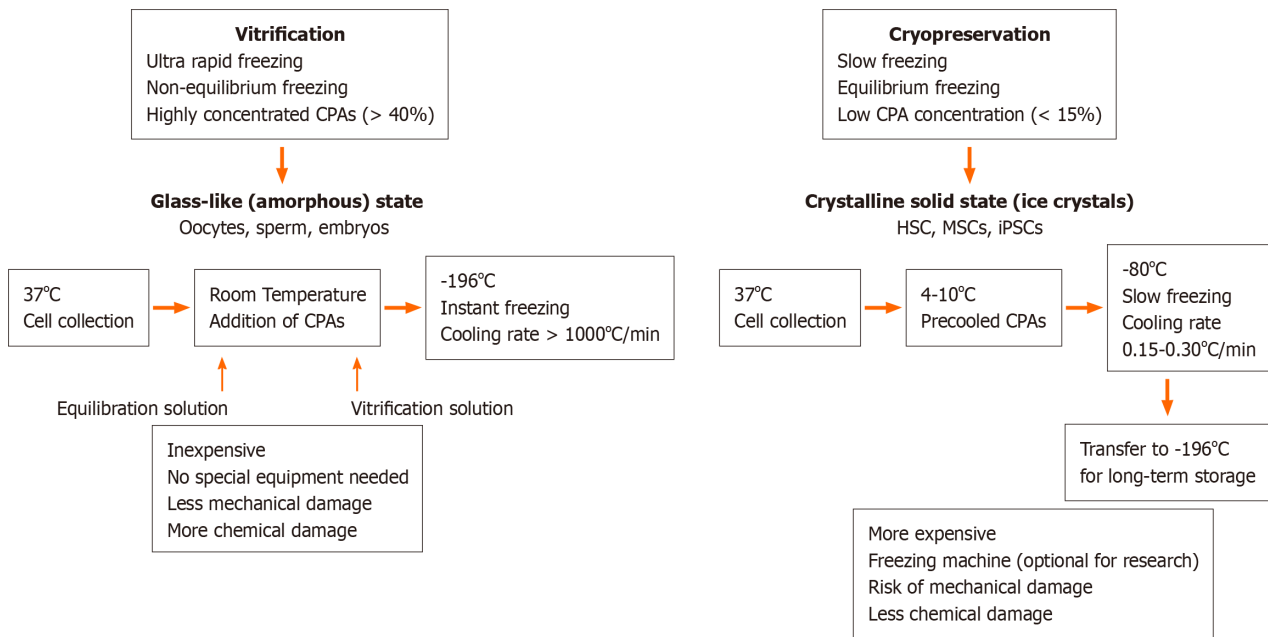 Vitrification
Ultra rapid freezing
Non-equilibrium freezing
Highly concentrated CPAs (> 40%)
Glass-like (amorphous) state
Oocytes, sperm, embryos
37°C
Cell collection
Room Temperature
Addition of CPAs
-196°C
Instant freezing
Cooling rate > 1000°C/min
Equilibration solution
Vitrification solution
Inexpensive
No special equipment needed
Less mechanical damage
More chemical damage
Cryopreservation
Slow freezing
Equilibrium freezing
Low CPA concentration (< 15%)
Crystalline solid state (ice crystals)
HSC, MSCs, iPSCs
37°C
Cell collection
4-10°C
Precooled CPAs
-80°C
Slow freezing
Cooling rate
0.15-0.30°C/min
Transfer to -196°C
for long-term storage
More expensive
Freezing machine (optional for research)
Risk of mechanical damage
Less chemical damage